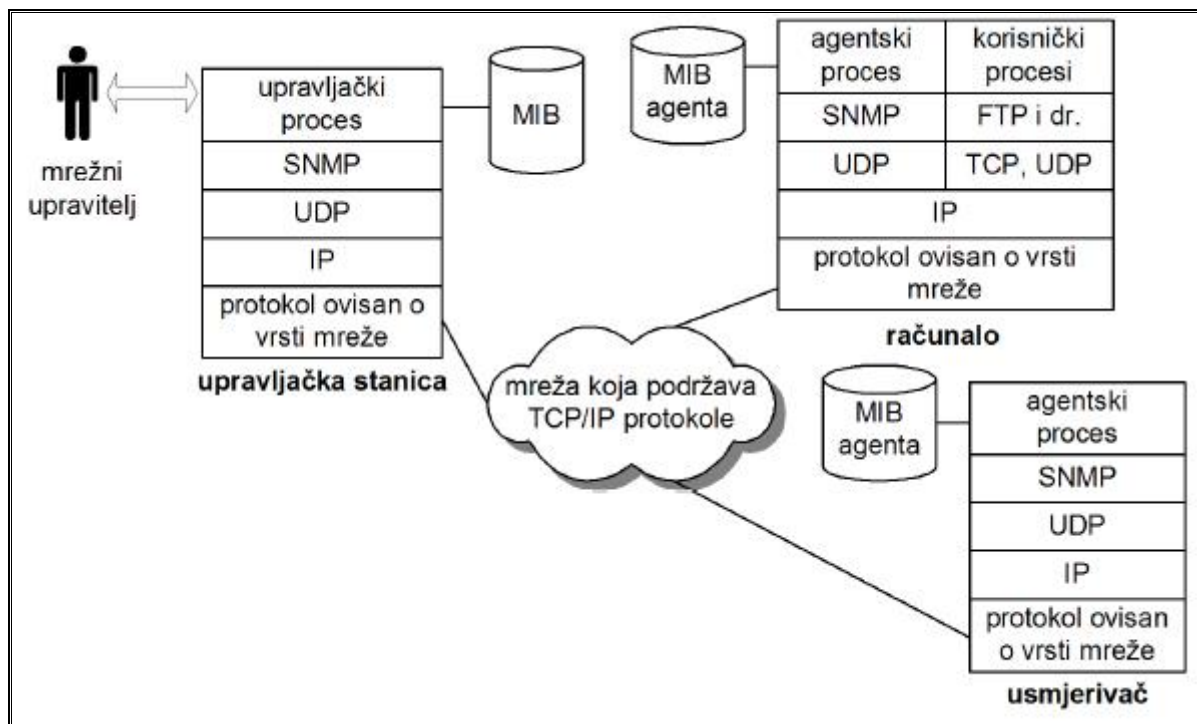 mrežni
upravitelj
upravljački
proces
SNMP
UDP
IP
protokol ovisan o
vrsti mreže
upravljačka stanica
MIB
MIB
agenta
agentski
proces
korisnički
procesi
SNMP
FTP i dr.
UDP
TCP, UDP
IP
protokol ovisan o vrsti
mreže
računalo
mreža koja podržava
TCP/IP protokole
MIB
agenta
agentski
proces
SNMP
UDP
IP
protokol ovisan
o vrsti mreže
usmjerivač